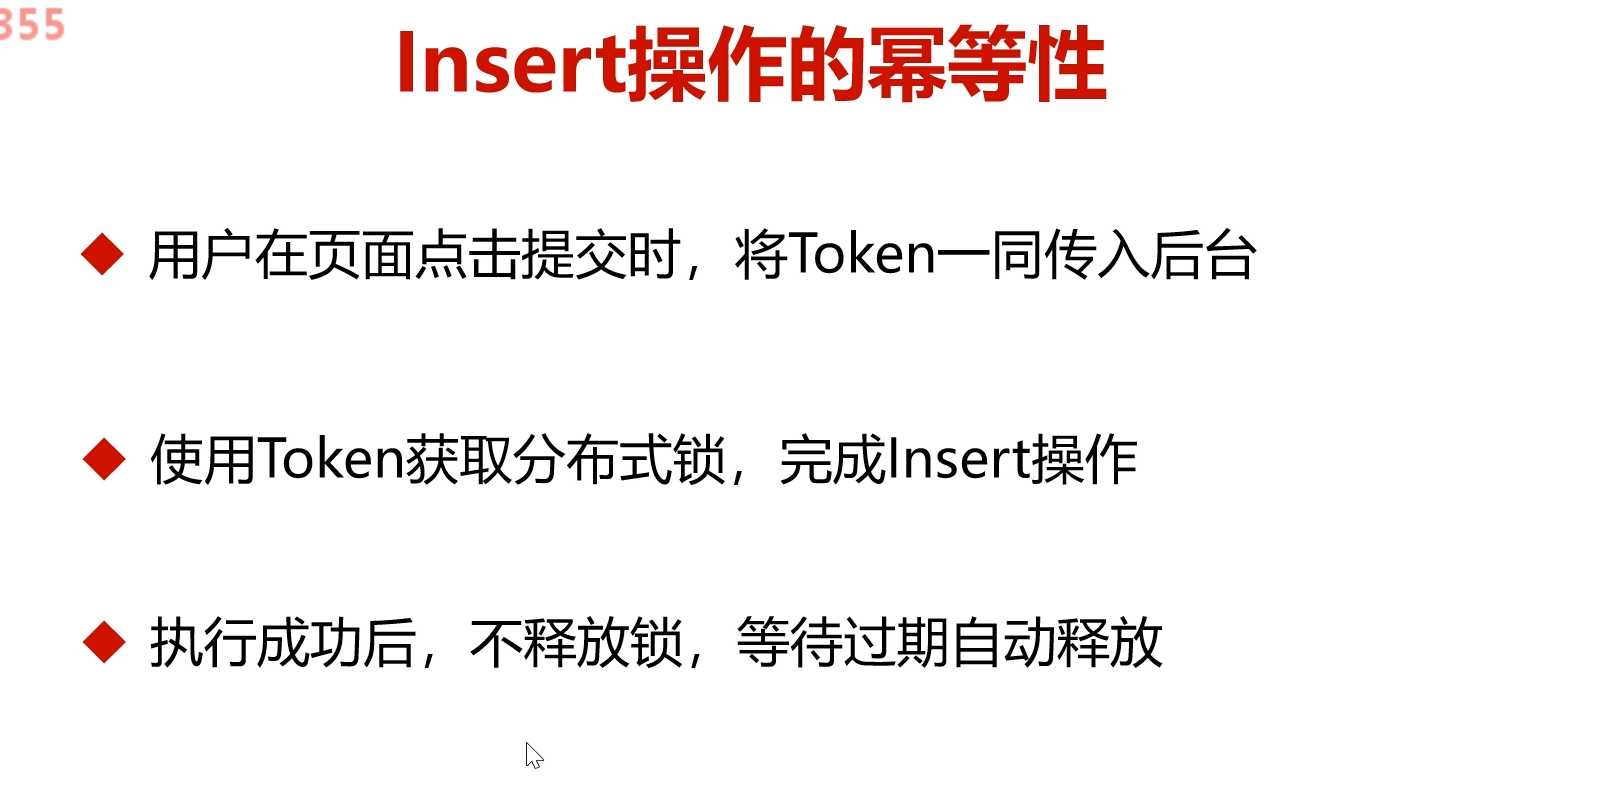 355
Insert操作的幂等性
用户在页面点击提交时，将Token一同传入后台
使用Token获取分布式锁，完成Insert操作
执行成功后，不释放锁，等待过期自动释放